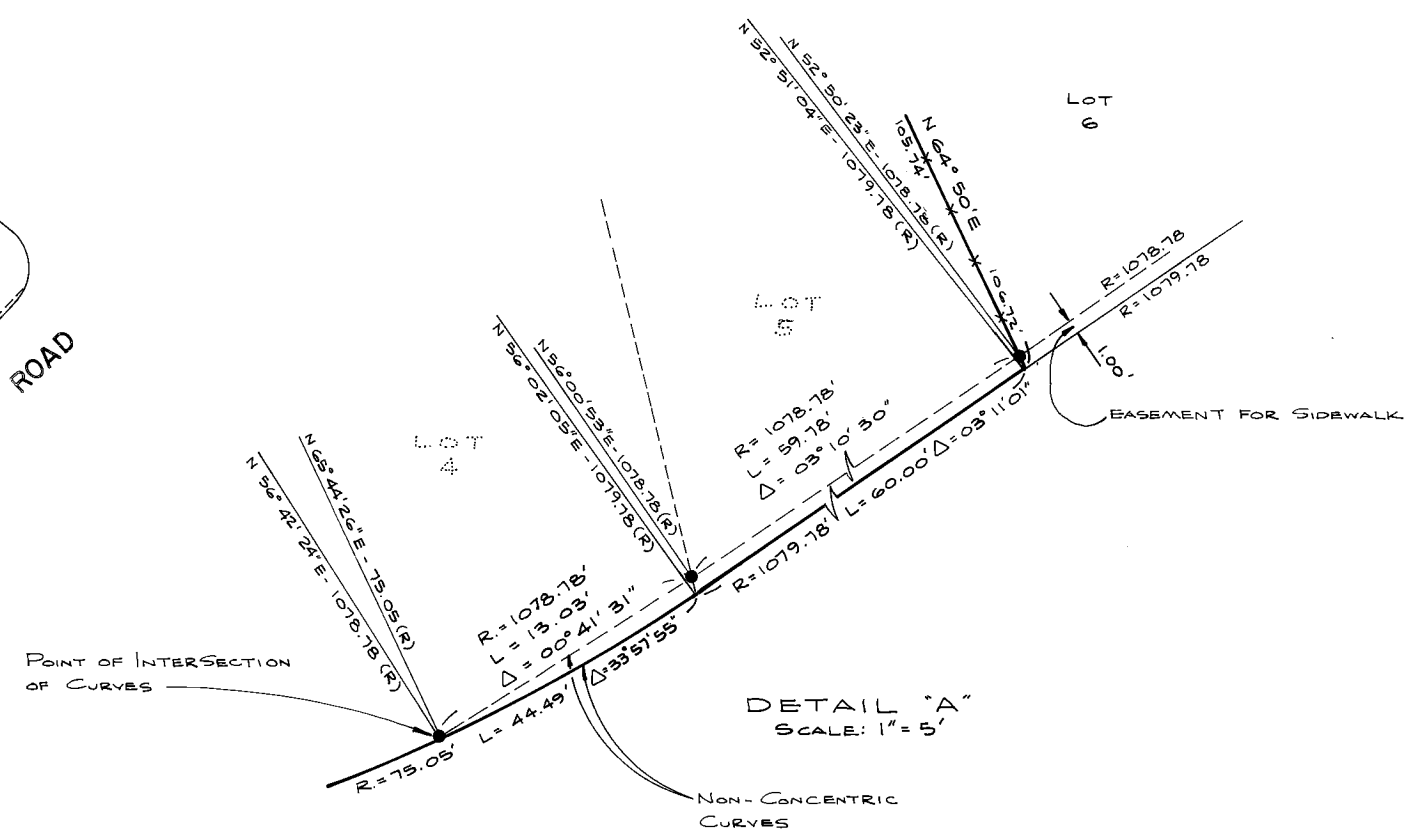 LOT
6
N 52° 51' 04" E - 1079.78 (R)
N 52° 50' 23" E - 1078.78 (R)
N 64° 50' E
105.74'
106.72'
R=1078.78
R=1079.78
1.00'
EASEMENT FOR SIDEWALK
ROAD
LOT
5
R= 1078.78'
L= 59.78'
Δ= 03° 10' 30"
R=1079.78' L=60.00' Δ=03° 11' 01"
N 56° 02' 05" E - 1079.78 (R)
N 56° 00' 53" E - 1078.78 (R)
LOT
4
N 56° 42' 24" E - 1078.78 (R)
N 65° 44' 26" E - 75.05 (R)
R.=1078.78'
L = 13.03'
Δ = 00° 41' 31"
R.=75.05' L= 44.49' Δ=33° 57' 55"
POINT OF INTERSECTION
OF CURVES
DETAIL "A"
SCALE: 1" = 5'
NON-CONCENTRIC
CURVES